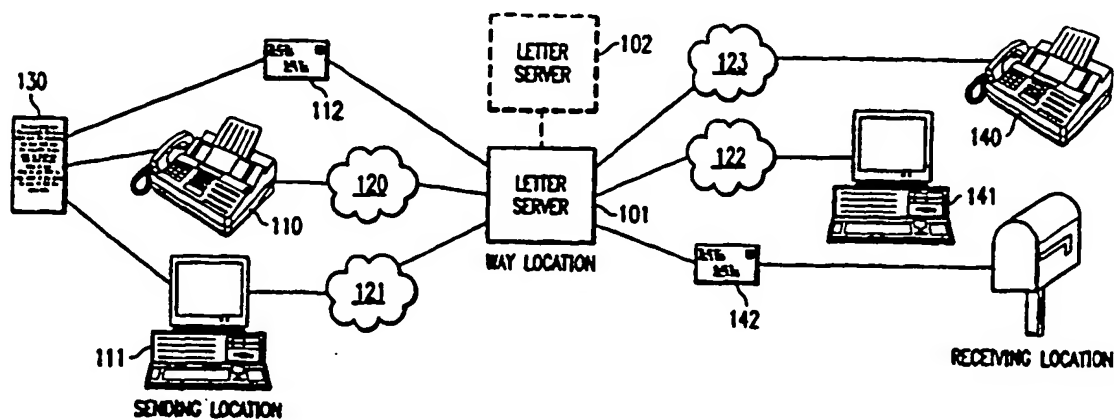 130
112
110
120
121
111
SENDING LOCATION
LETTER
SERVER
102
LETTER
SERVER
101
WAY LOCATION
123
122
140
141
142
RECEIVING LOCATION